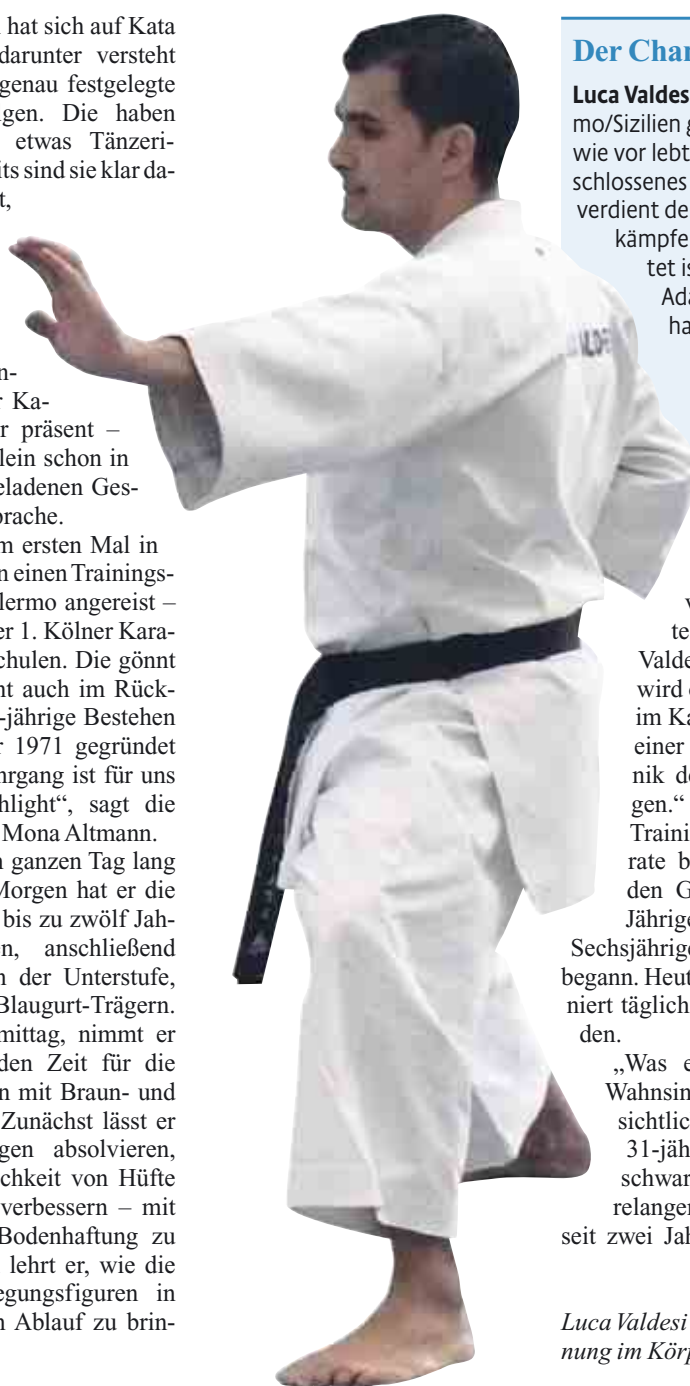 hat sich auf Kata
darunter versteht
genau festgelegte
gen. Die haben
etwas Tänzeri-
ts sind sie klar da-
t,
n-
r Ka-
r präsent –
lein schon in
eladenen Ges-
prache.
m ersten Mal in
n einen Trainings-
lermo angereist –
er 1. Kölner Kara-
chulen. Die gönnt
nt auch im Rück-
-jährige Bestehen
r 1971 gegründet
hrgang ist für uns
hlight“, sagt die
Mona Altmann.
n ganzen Tag lang
Morgen hat er die
bis zu zwölf Jah-
en, anschließend
n der Unterstufe,
Blaugurt-Trägern.
mittag, nimmt er
den Zeit für die
n mit Braun- und
Zunächst lässt er
gen absolvieren,
chkeit von Hüfte
verbessern – mit
Bodenhaftung zu
lehrt er, wie die
egungsfiguren in
n Ablauf zu brin-
Der Cham
Luca Valdes
mo/Sizilien g
wie vor lebt
schlossenes
verdient de
kämpfe
tet is
Ada
ha
v
te
Valde
wird
im Ka
einer
nik de
gen.“
Traini
rate b
den G
Jährige
Sechsjährige
begann. Heut
niert täglich
den.
„Was e
Wahnsin
sichtlic
31-jäh
schwar
relanger
seit zwei Jah
Luca Valdesi
nung im Körp